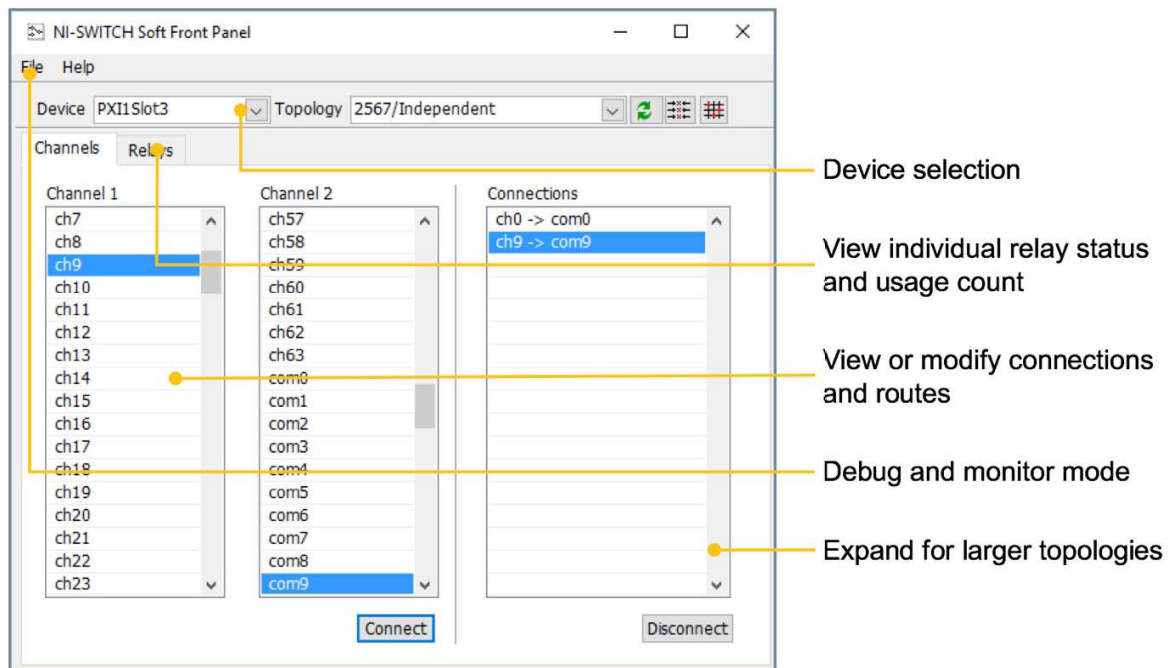 NI-SWITCH Soft Front Panel
File Help
Device PXI1Slot3 Topology 2567/Independent
Channels Relays
Channel 1
ch7
ch8
ch9
ch10
ch11
ch12
ch13
ch14
ch15
ch16
ch17
ch18
ch19
ch20
ch21
ch22
ch23
Channel 2
ch57
ch58
ch59
ch60
ch61
ch62
ch63
com0
com1
com2
com3
com4
com5
com6
com7
com8
com9
Connect
Connections
ch0 -> com0
ch9 -> com9
Disconnect
Device selection
View individual relay status
and usage count
View or modify connections
and routes
Debug and monitor mode
Expand for larger topologies